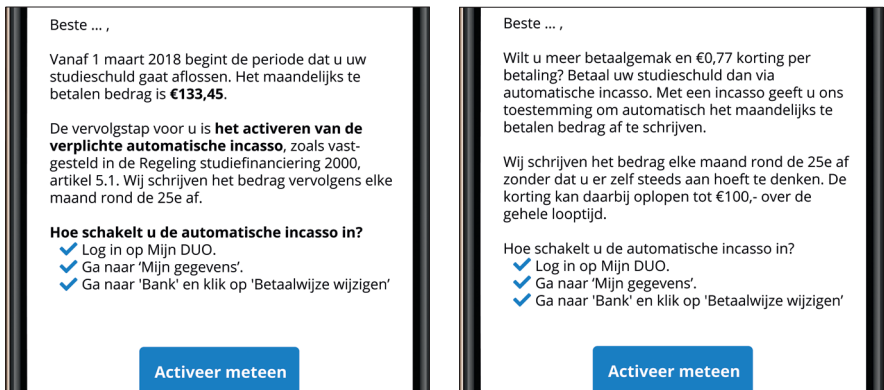 Beste ... ,
Vanaf 1 maart 2018 begint de periode dat u uw
studieschuld gaat aflossen. Het maandelijks te
betalen bedrag is €133,45.
De vervolgstap voor u is het activeren van de
verplichte automatische incasso, zoals vast-
gesteld in de Regeling studiefinanciering 2000,
artikel 5.1. Wij schrijven het bedrag vervolgens elke
maand rond de 25e af.
Hoe schakelt u de automatische incasso in?
Log in op Mijn DUO.
Ga naar ‘Mijn gegevens’.
Ga naar 'Bank' en klik op 'Betaalwijze wijzigen’
Activeer meteen
Beste ... ,
Wilt u meer betaalgemak en €0,77 korting per
betaling? Betaal uw studieschuld dan via
automatische incasso. Met een incasso geeft u ons
toestemming om automatisch het maandelijks te
betalen bedrag af te schrijven.
Wij schrijven het bedrag elke maand rond de 25e af
zonder dat u er zelf steeds aan hoeft te denken. De
korting kan daarbij oplopen tot €100,- over de
gehele looptijd.
Hoe schakelt u de automatische incasso in?
Log in op Mijn DUO.
Ga naar ‘Mijn gegevens’.
Ga naar 'Bank' en klik op 'Betaalwijze wijzigen’
Activeer meteen